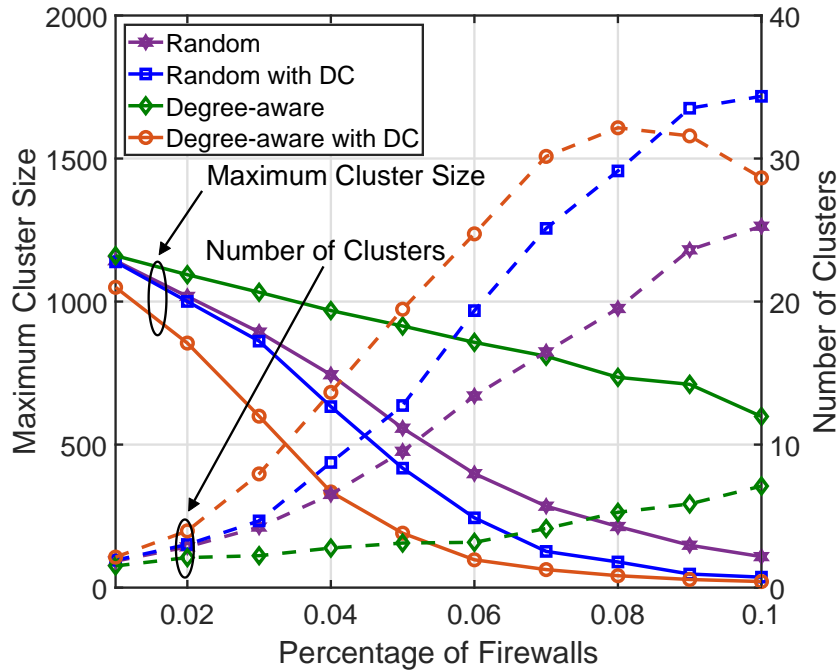 2000
1500
1000
500
0
Maximum Cluster Size
Random
Random with DC
Degree-aware
Degree-aware with DC
Maximum Cluster Size
Number of Clusters
40
30
20
10
0
Number of Clusters
0.02
0.04
0.06
0.08
0.1
Percentage of Firewalls